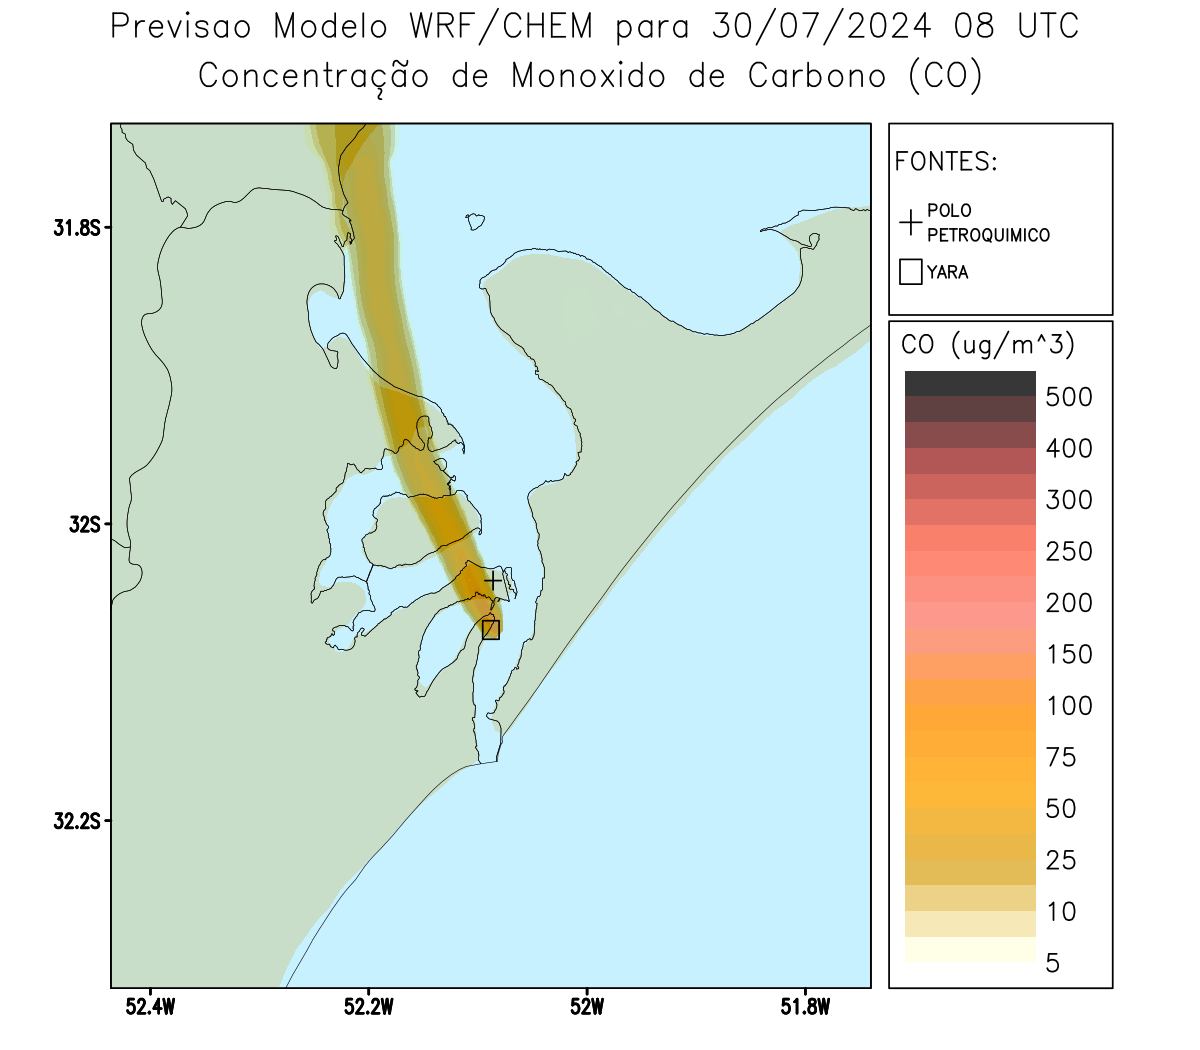 Previsao Modelo WRF/CHEM para 30/07/2024 08 UTC
Concentração de Monoxido de Carbono (CO)
FONTES:
POLO
PETROQUIMICO
YARA
CO (ug/m^3)
500
400
300
250
200
150
100
75
50
25
10
5
31.8S
32S
32.2S
52.4W
52.2W
52W
51.8W